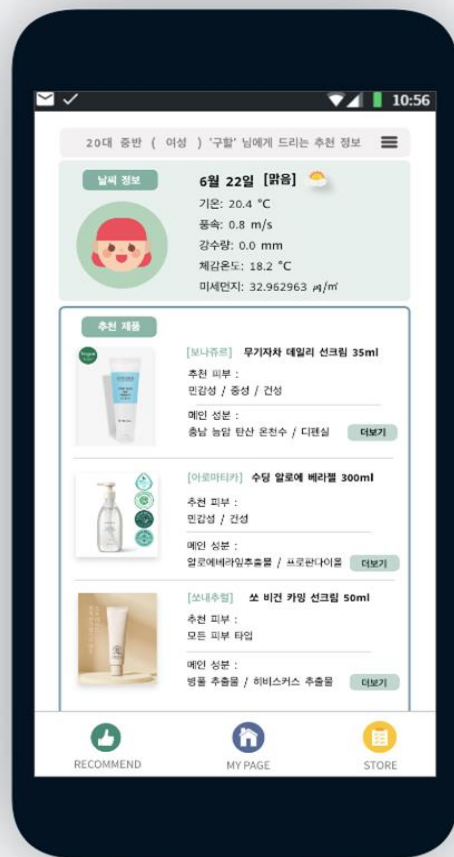 10:56
20대 중반 ( 여성 ) '구할' 님에게 드리는 추천 정보
날씨 정보
6월 22일 [맑음]
기온: 20.4 °C
풍속: 0.8 m/s
강수량: 0.0 mm
체감온도: 18.2 °C
미세먼지: 32.962963 ㎍/㎥
추천 제품
[보나쥬르] 무기자차 데일리 선크림 35ml
추천 피부 :
민감성 / 중성 / 건성
메인 성분 :
충남 능암 탄산 온천수 / 디펜실 더보기
[아로마티카] 수딩 알로에 베라젤 300ml
추천 피부 :
민감성 / 건성
메인 성분 :
알로에베라잎추출물 / 프로판다이올 더보기
[쏘내추럴] 쏘 비건 카밍 선크림 50ml
추천 피부 :
모든 피부 타입
메인 성분 :
병풀 추출물 / 히비스커스 추출물 더보기
RECOMMEND MY PAGE STORE